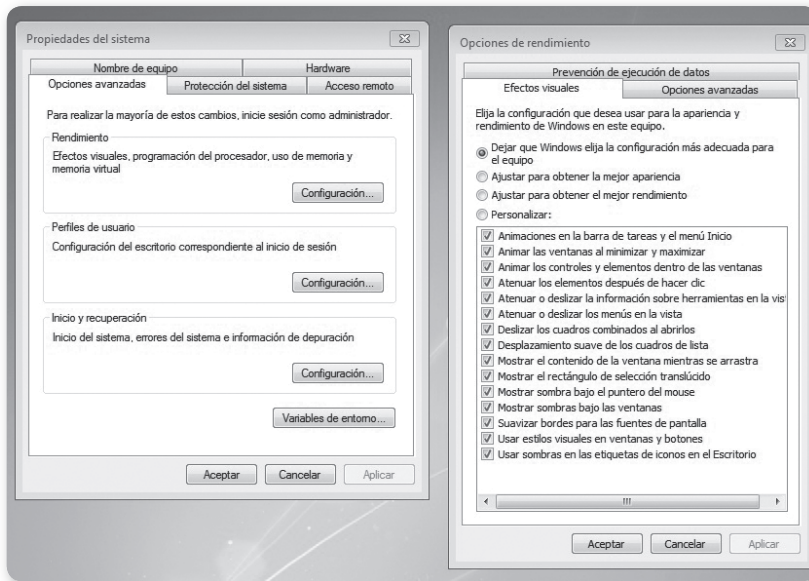 Propiedades del sistema
Nombre de equipo
Hardware
Opciones avanzadas
Protección del sistema
Acceso remoto
Para realizar la mayoría de estos cambios, inicie sesión como administrador.
Rendimiento
Efectos visuales, programación del procesador, uso de memoria y
memoria virtual
Configuración...
Perfiles de usuario
Configuración del escritorio correspondiente al inicio de sesión
Configuración...
Inicio y recuperación
Inicio del sistema, errores del sistema e información de depuración
Configuración...
Variables de entorno...
Aceptar
Cancelar
Aplicar
Opciones de rendimiento
Prevención de ejecución de datos
Efectos visuales
Opciones avanzadas
Elija la configuración que desea usar para la apariencia y
rendimiento de Windows en este equipo.
Dejar que Windows elija la configuración más adecuada para
el equipo
Ajustar para obtener la mejor apariencia
Ajustar para obtener el mejor rendimiento
Personalizar:
Animaciones en la barra de tareas y el menú Inicio
Animar las ventanas al minimizar y maximizar
Animar los controles y elementos dentro de las ventanas
Atenuar los elementos después de hacer clic
Atenuar o deslizar la información sobre herramientas en la vis
Atenuar o deslizar los menús en la vista
Deslizar los cuadros combinados al abrirlos
Desplazamiento suave de los cuadros de lista
Mostrar el contenido de la ventana mientras se arrastra
Mostrar el rectángulo de selección translúcido
Mostrar sombra bajo el puntero del mouse
Mostrar sombras bajo las ventanas
Suavizar bordes para las fuentes de pantalla
Usar estilos visuales en ventanas y botones
Usar sombras en las etiquetas de iconos en el Escritorio
Aceptar
Cancelar
Aplicar